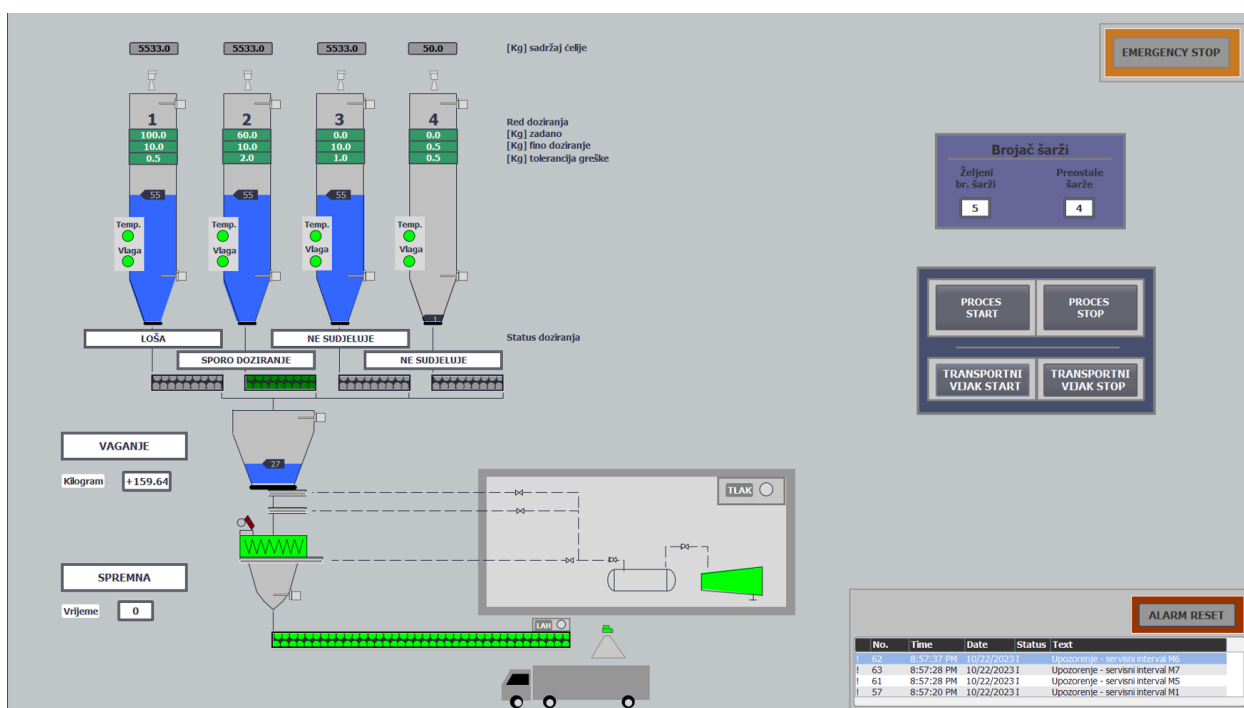 5533.0 5533.0 5533.0 50.0 [Kg] sadržaj ćelije
EMERGENCY STOP
1 2 3 4 Red doziranja
100.0 60.0 0.0 0.0 [Kg] zadano
10.0 10.0 10.0 0.5 [Kg] fino doziranje
0.5 2.0 1.0 0.5 [Kg] tolerancija greške
Brojač šarži
Željeni
br. šarži
Preostale
šarže
5 4
55 55 55
Temp. Temp. Temp. Temp.
Vlaga Vlaga Vlaga Vlaga
1
PROCES
START
PROCES
STOP
TRANSPORTNI
VIJAK START
TRANSPORTNI
VIJAK STOP
LOŠA NE SUDJELUJE Status doziranja
SPORO DOZIRANJE NE SUDJELUJE
VAGANJE
27
Kilogram +159.64
TLAK
SPREMNA
Vrijeme 0
LAH
ALARM RESET
No. Time Date Status Text
! 62 8:57:37 PM 10/22/2023 I Upozorenje - servisni interval M6
! 63 8:57:28 PM 10/22/2023 I Upozorenje - servisni interval M7
! 61 8:57:28 PM 10/22/2023 I Upozorenje - servisni interval M5
! 57 8:57:20 PM 10/22/2023 I Upozorenje - servisni interval M1